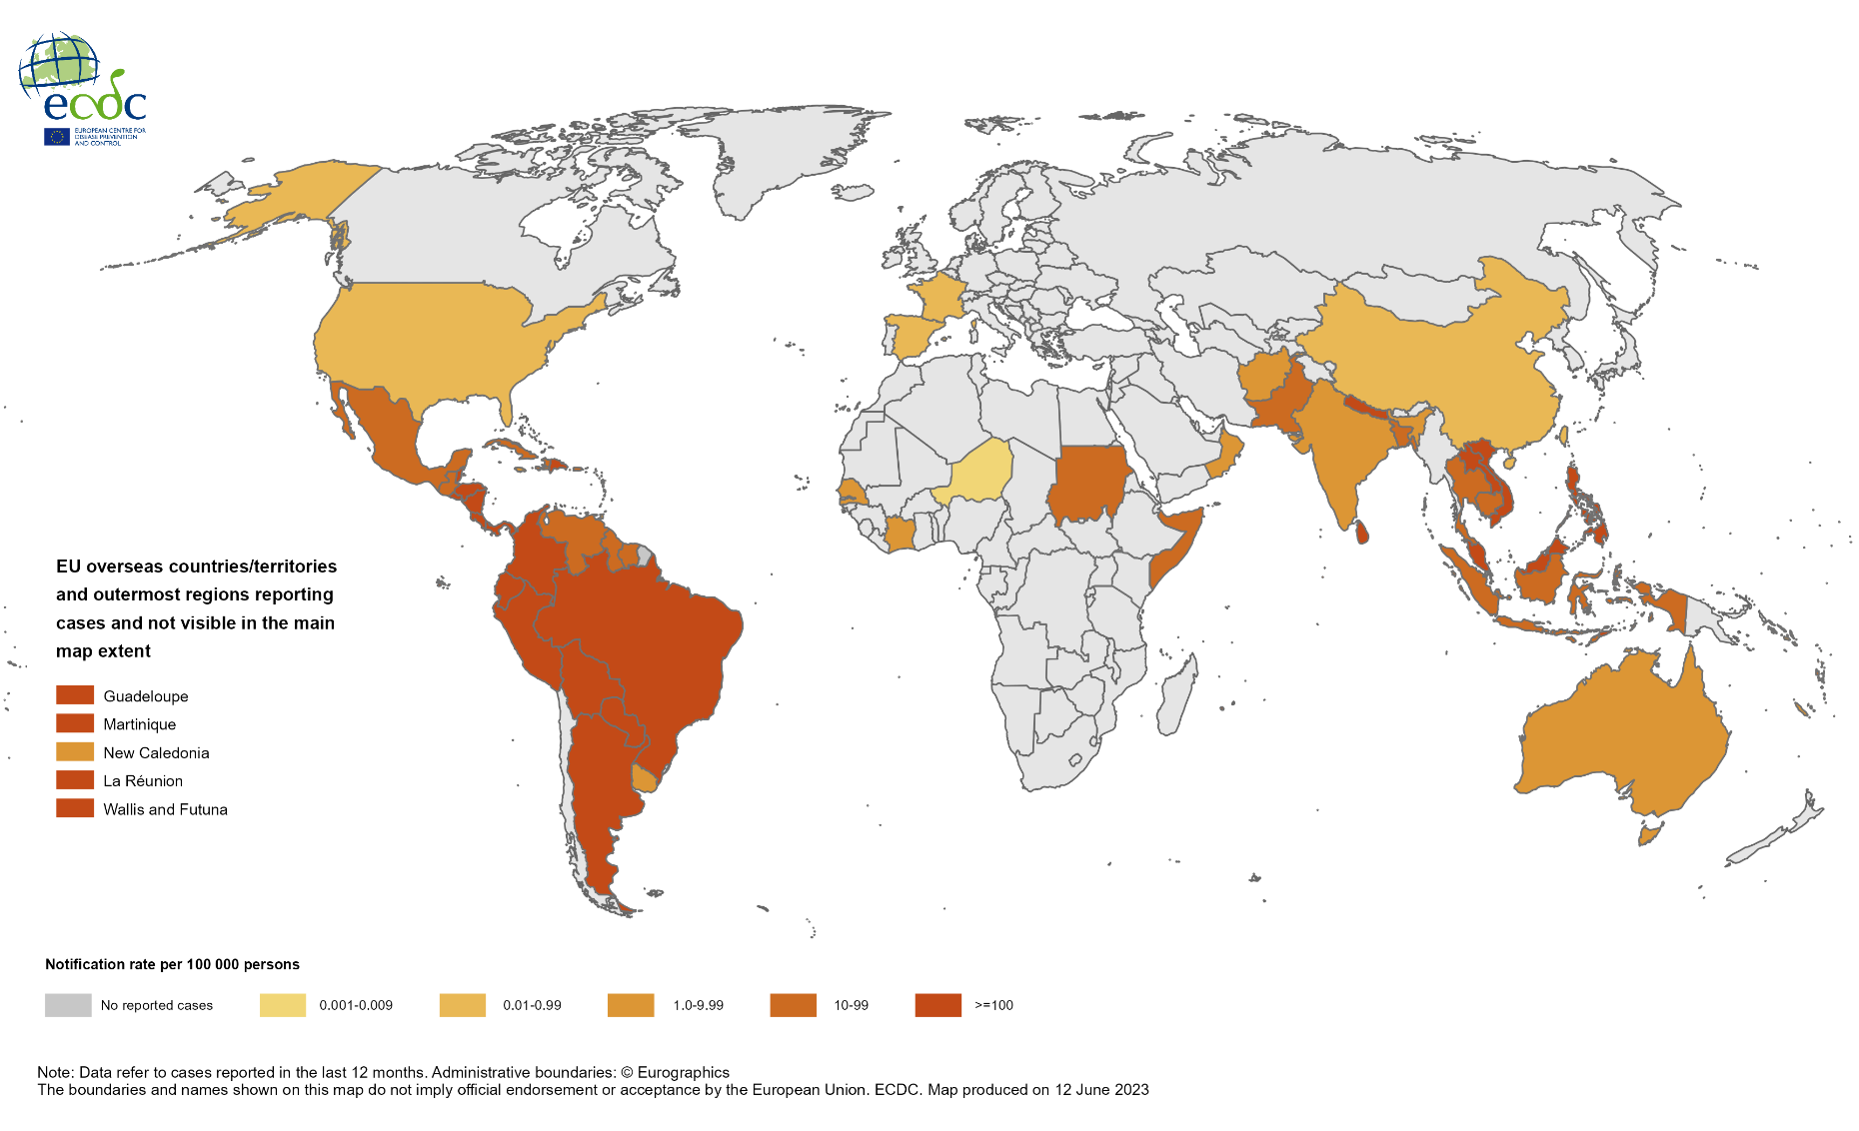 ecdc
EUROPEAN CENTRE FOR
DISEASE PREVENTION
AND CONTROL
EU overseas countries/territories
and outermost regions reporting
cases and not visible in the main
map extent
Guadeloupe
Martinique
New Caledonia
La Réunion
Wallis and Futuna
Notification rate per 100 000 persons
No reported cases 0.001-0.009 0.01-0.99 1.0-9.99 10-99 >=100
Note: Data refer to cases reported in the last 12 months. Administrative boundaries: © Eurographics
The boundaries and names shown on this map do not imply official endorsement or acceptance by the European Union. ECDC. Map produced on 12 June 2023